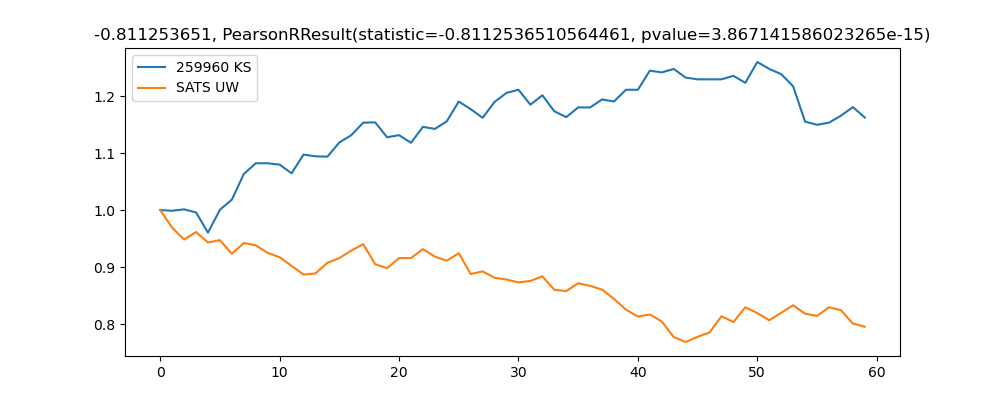 -0.811253651, PearsonRResult(statistic=-0.8112536510564461, pvalue=3.867141586023265e-15)
259960 KS
SATS UW
1.2
1.1
1.0
0.9
0.8
0 10 20 30 40 50 60